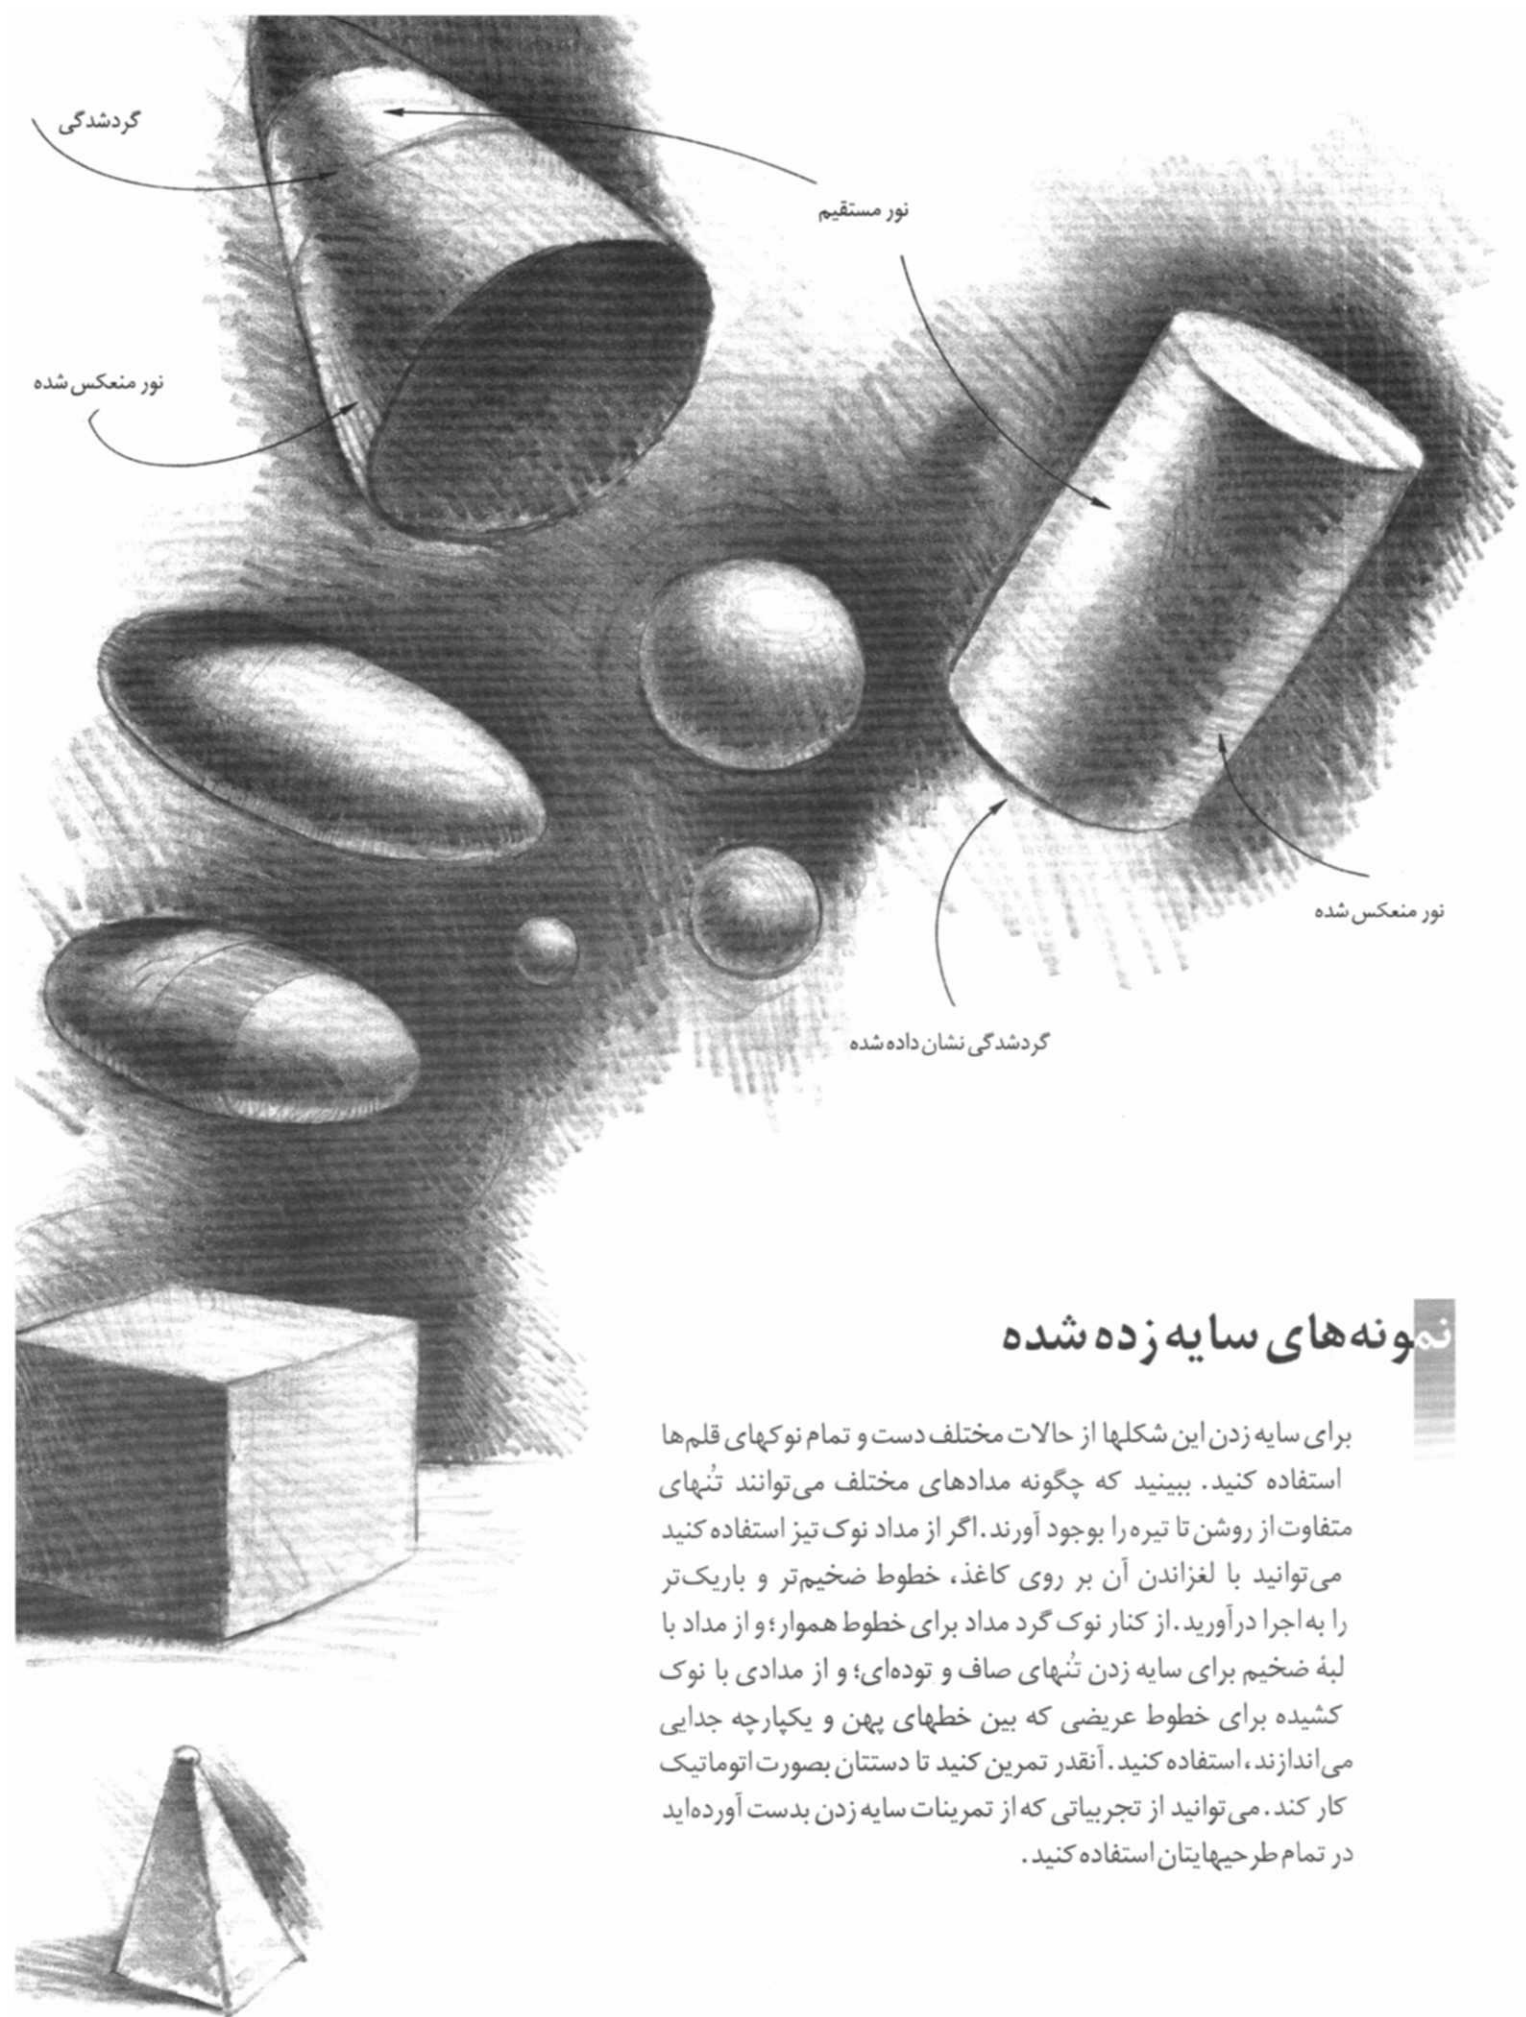 گردشدگی
نور مستقیم
نور منعکس شده
نور منعکس شده
گردشدگی نشان داده شده
نمونه‌های سایه زده شده
برای سایه زدن این شکلها از حالات مختلف دست و تمام نوکهای قلم‌ها
استفاده کنید. ببینید که چگونه مدادهای مختلف می‌توانند تُنهای
متفاوت از روشن تا تیره را بوجود آورند. اگر از مداد نوک تیز استفاده کنید
می‌توانید با لغزاندن آن بر روی کاغذ، خطوط ضخیم‌تر و باریک‌تر
را به اجرا درآورید. از کنار نوک گرد مداد برای خطوط هموار؛ و از مداد با
لبهٔ ضخیم برای سایه زدن تُنهای صاف و توده‌ای؛ و از مدادی با نوک
کشیده برای خطوط عریضی که بین خطهای پهن و یکپارچه جدایی
می‌اندازند، استفاده کنید. آنقدر تمرین کنید تا دستتان بصورت اتوماتیک
کار کند. می‌توانید از تجربیاتی که از تمرینات سایه زدن بدست آورده‌اید
در تمام طرحیهایتان استفاده کنید.